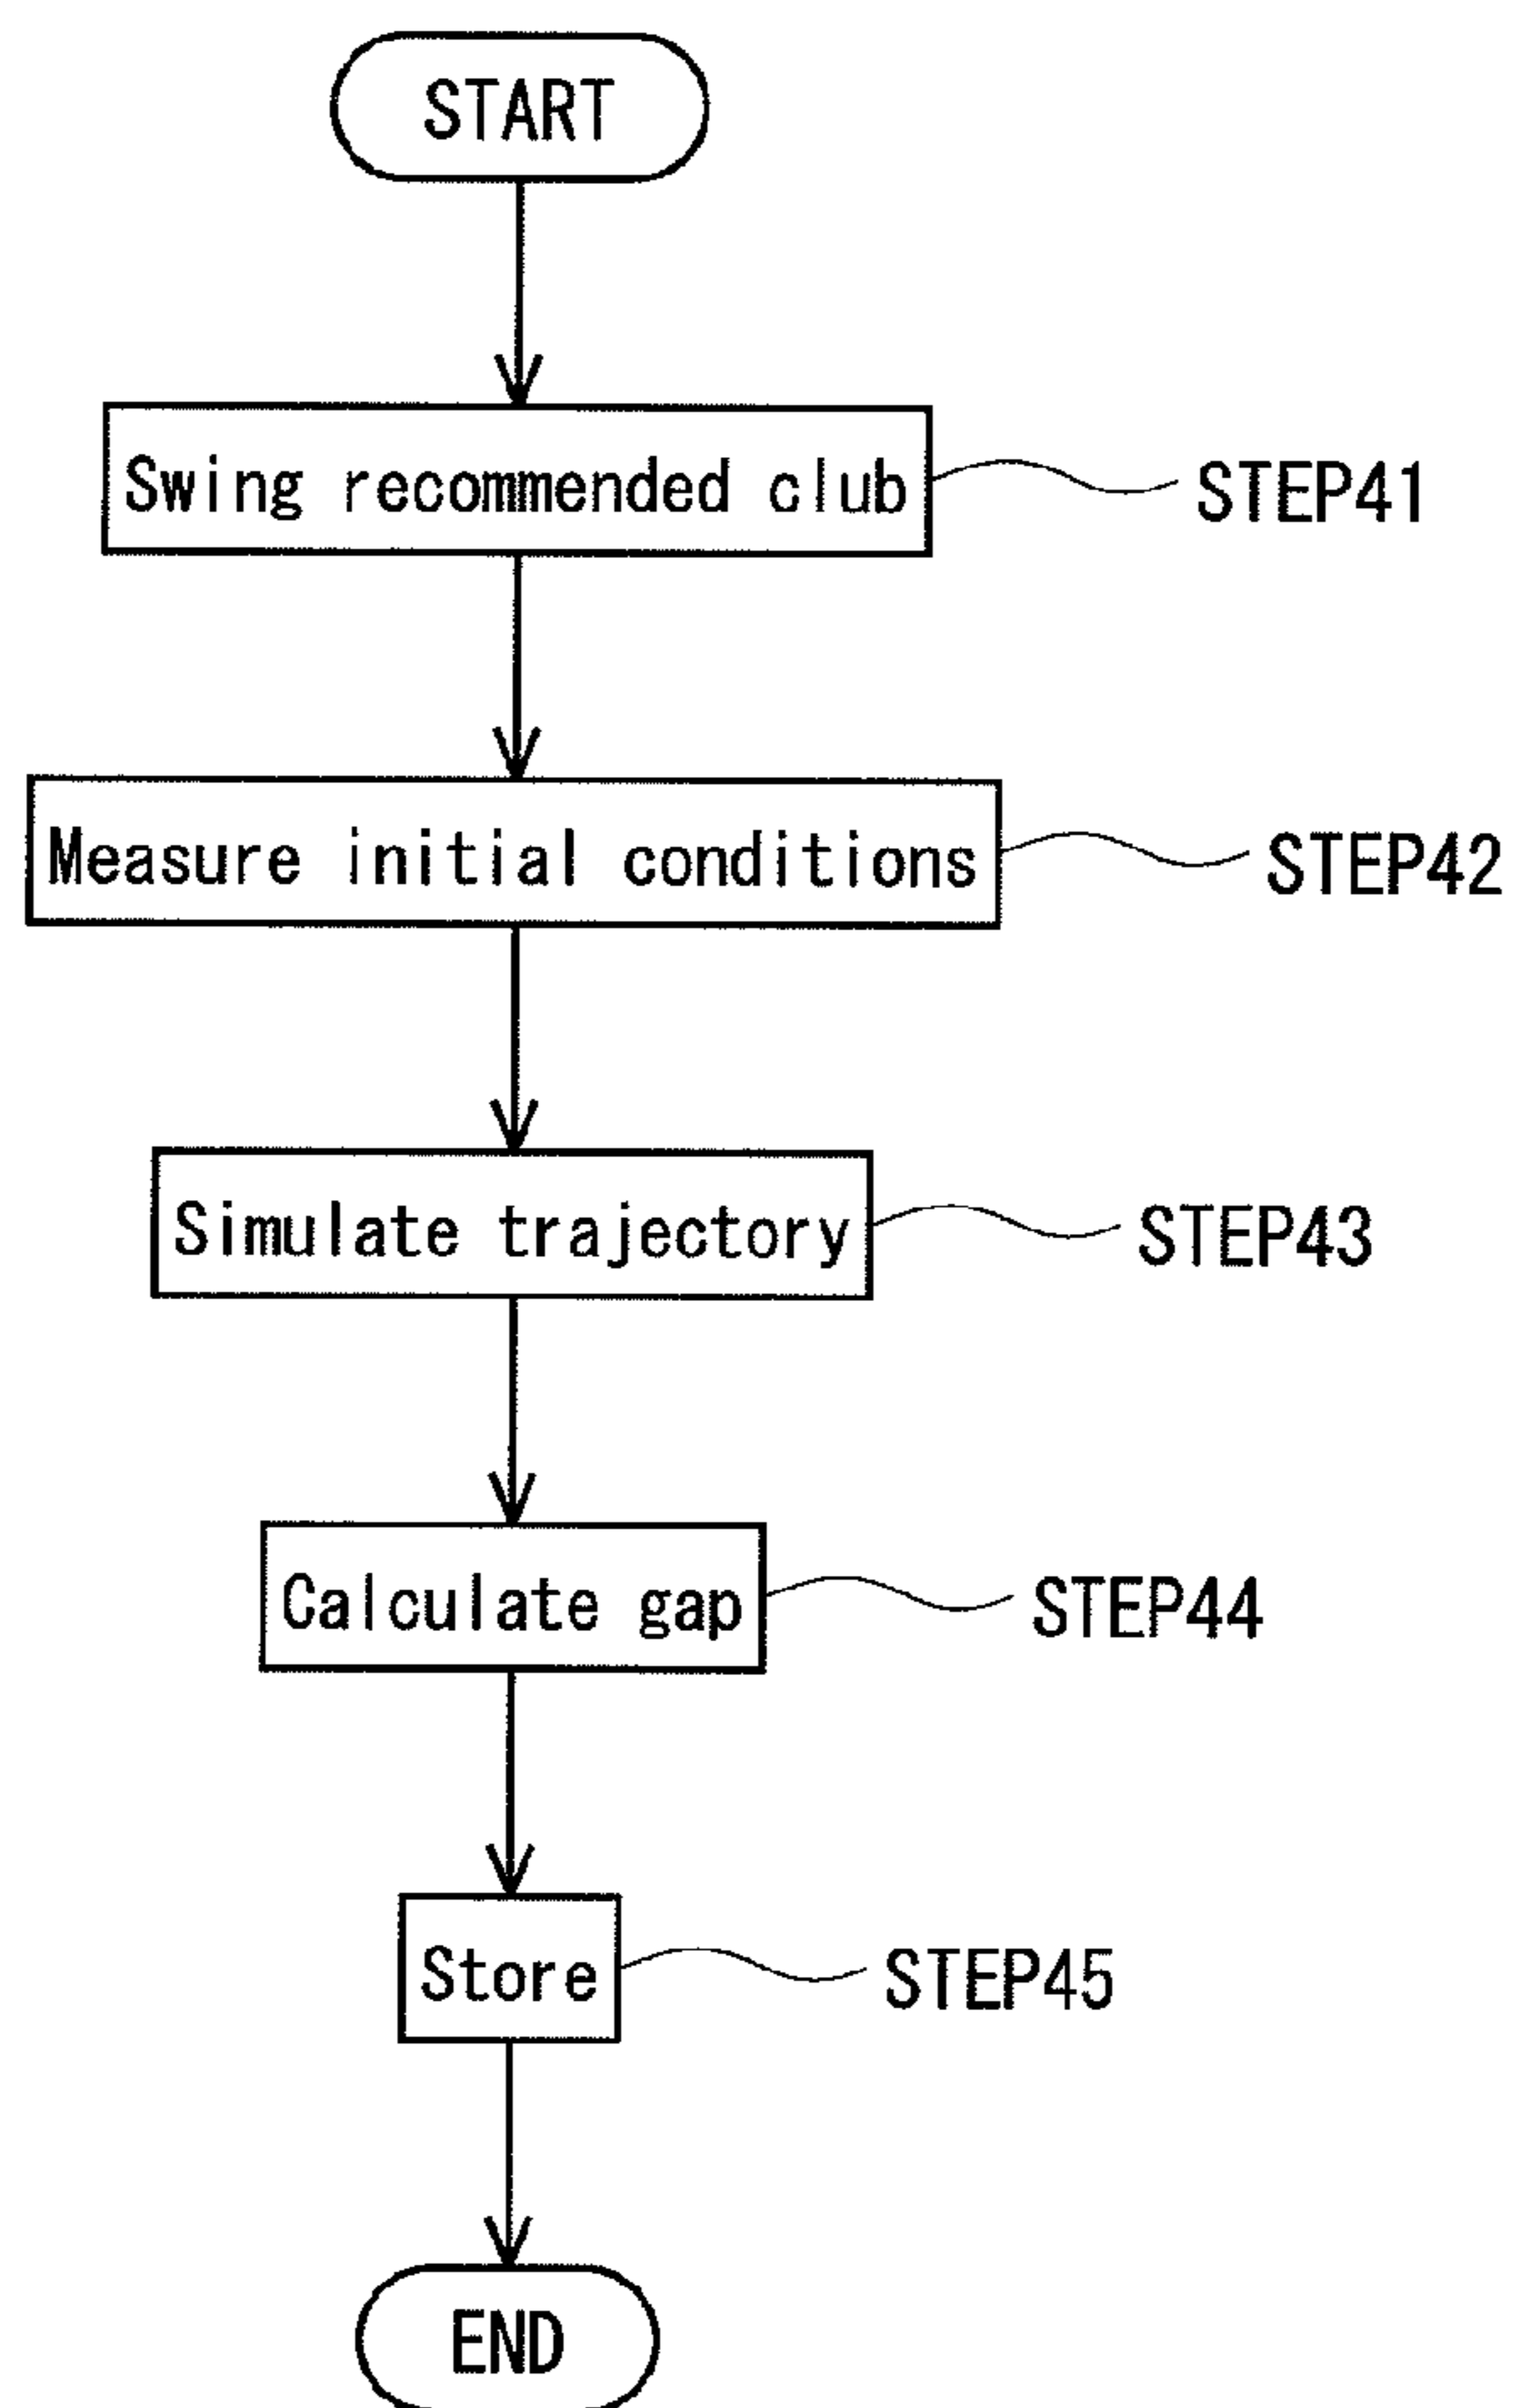 START
Swing recommended club
STEP41
Measure initial conditions
STEP42
Simulate trajectory
STEP43
Calculate gap
STEP44
Store
STEP45
END